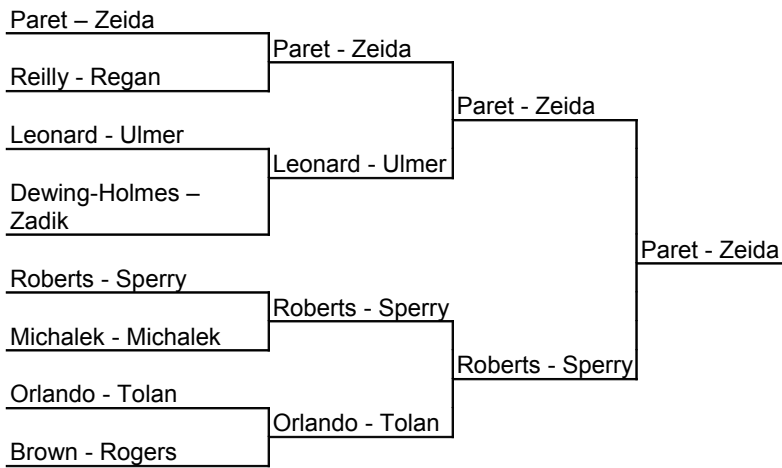 Paret – Zeida
Paret - Zeida
Reilly - Regan
Paret - Zeida
Leonard - Ulmer
Leonard - Ulmer
Dewing-Holmes –
Zadik
Paret - Zeida
Roberts - Sperry
Roberts - Sperry
Michalek - Michalek
Roberts - Sperry
Orlando - Tolan
Orlando - Tolan
Brown - Rogers